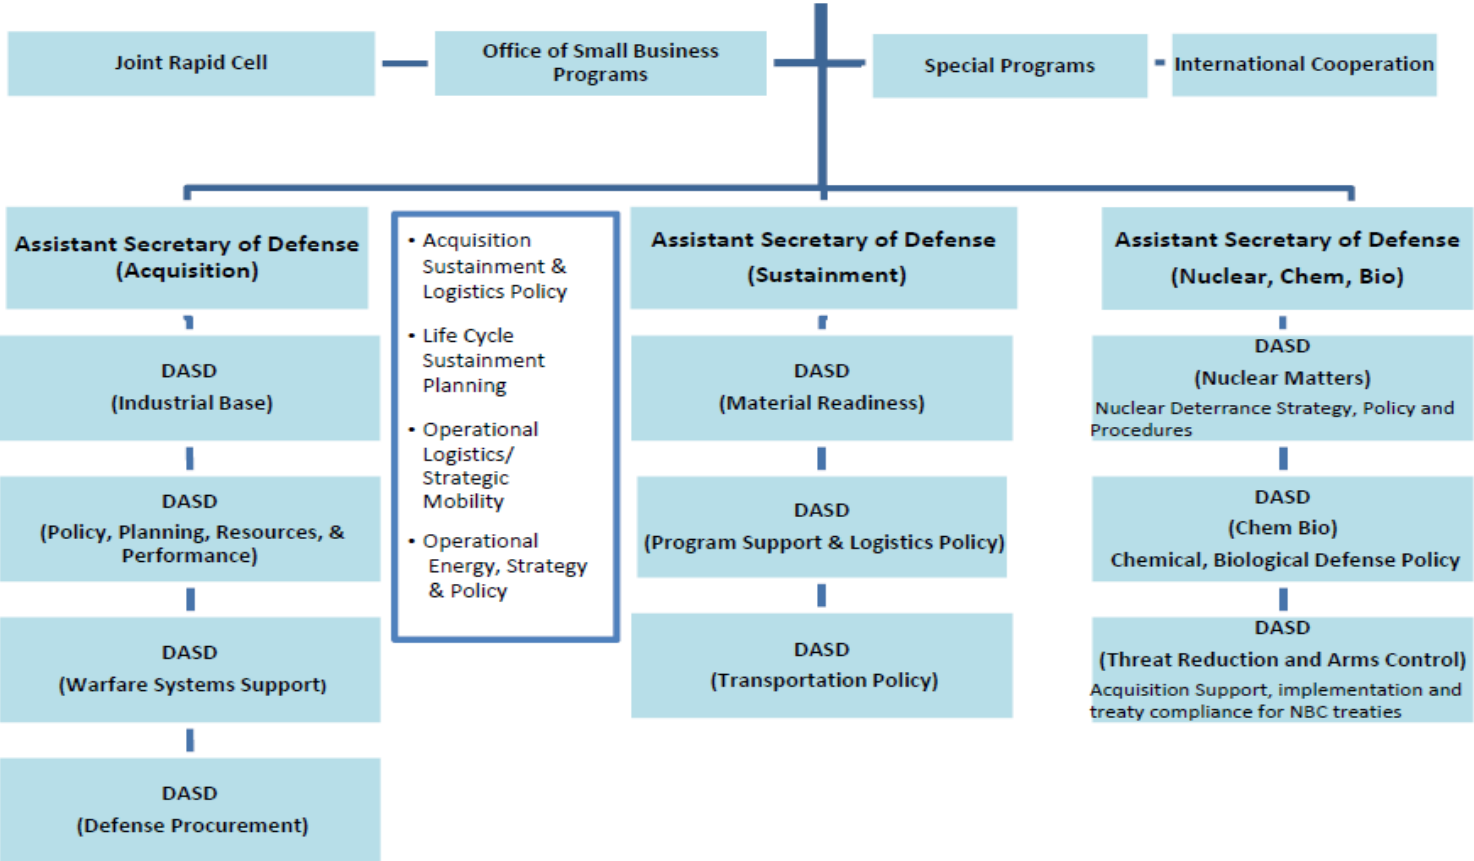 Joint Rapid Cell
Office of Small Business
Programs
Special Programs
International Cooperation
Assistant Secretary of Defense
(Acquisition)
DASD
(Industrial Base)
DASD
(Policy, Planning, Resources, &
Performance)
DASD
(Warfare Systems Support)
DASD
(Defense Procurement)
• Acquisition
Sustainment &
Logistics Policy
• Life Cycle
Sustainment
Planning
• Operational
Logistics/
Strategic
Mobility
• Operational
Energy, Strategy
& Policy
Assistant Secretary of Defense
(Sustainment)
DASD
(Material Readiness)
DASD
(Program Support & Logistics Policy)
DASD
(Transportation Policy)
Assistant Secretary of Defense
(Nuclear, Chem, Bio)
DASD
(Nuclear Matters)
Nuclear Deterrance Strategy, Policy and
Procedures
DASD
(Chem Bio)
Chemical, Biological Defense Policy
DASD
(Threat Reduction and Arms Control)
Acquisition Support, implementation and
treaty compliance for NBC treaties